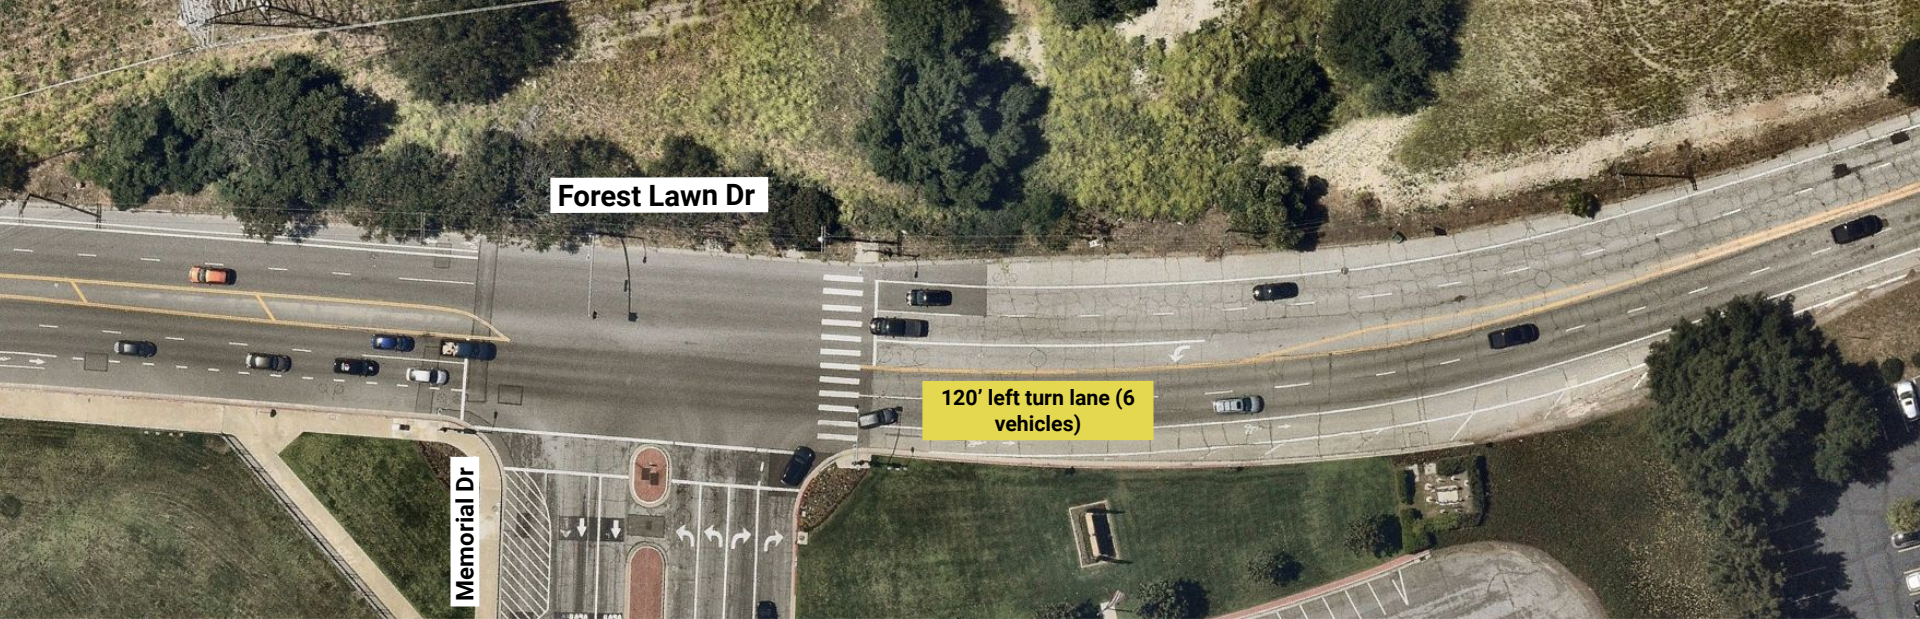 Forest Lawn Dr
120’ left turn lane (6
vehicles)
Memorial Dr